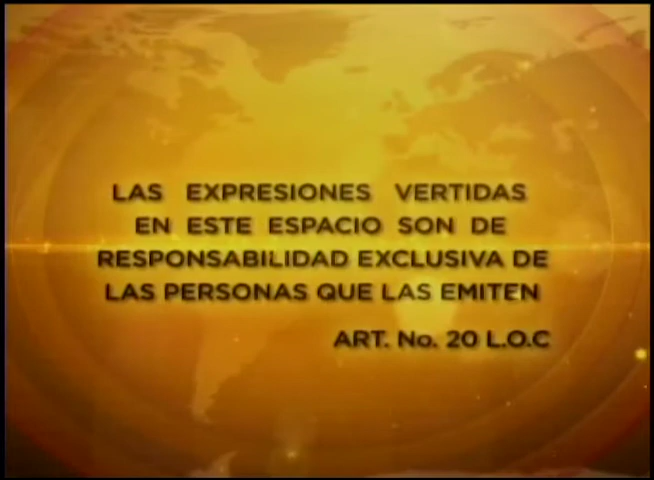 LAS EXPRESIONES VERTIDAS
EN ESTE ESPACIO SON DE
RESPONSABILIDAD EXCLUSIVA DE
LAS PERSONAS QUE LAS EMITEN
ART. No. 20 L.O.C